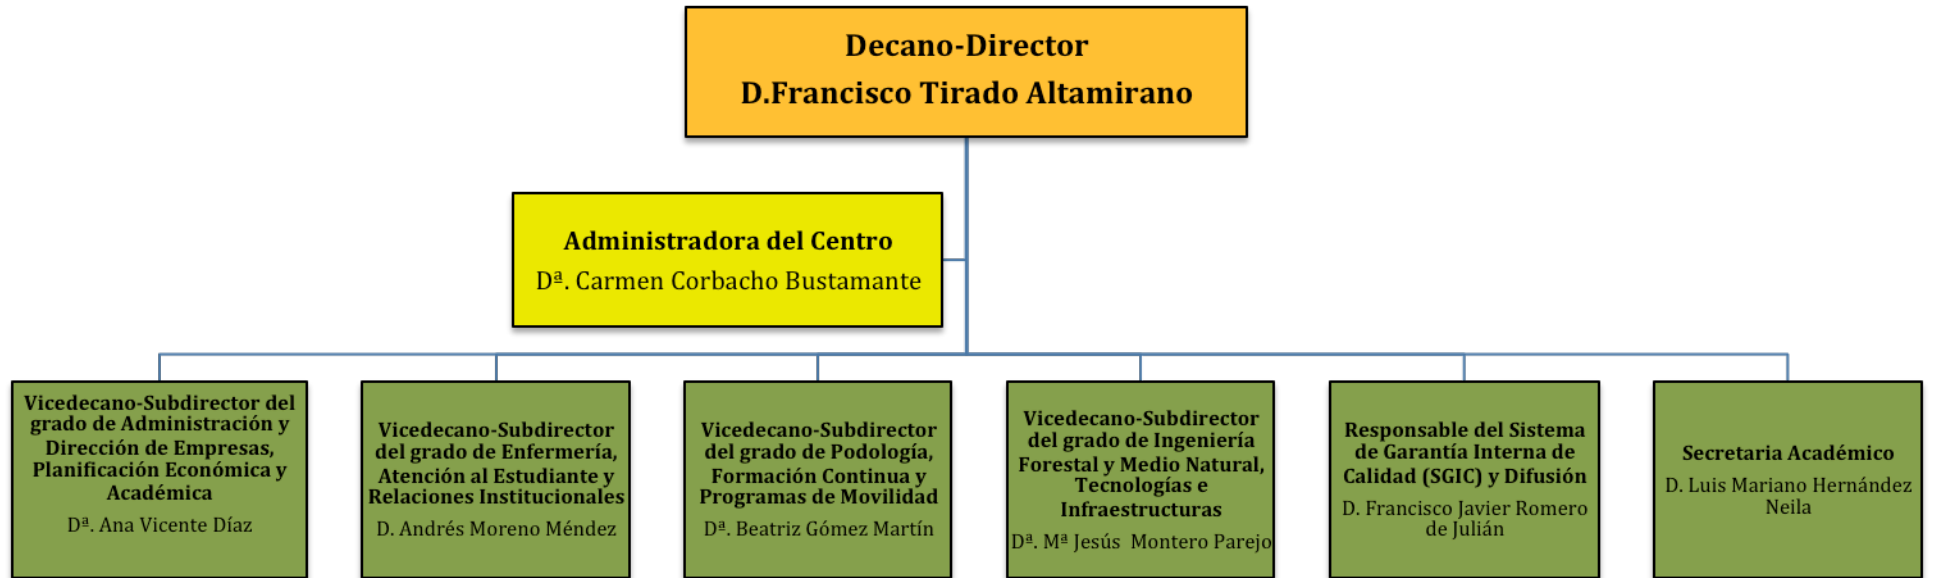 Decano-Director
D.Francisco Tirado Altamirano
Administradora del Centro
Dª. Carmen Corbacho Bustamante
Vicedecano-Subdirector del
grado de Administración y
Dirección de Empresas,
Planificación Económica y
Académica
Dª. Ana Vicente Díaz
Vicedecano-Subdirector
del grado de Enfermería,
Atención al Estudiante y
Relaciones Institucionales
D. Andrés Moreno Méndez
Vicedecano-Subdirector
del grado de Podología,
Formación Continua y
Programas de Movilidad
Dª. Beatriz Gómez Martín
Vicedecano-Subdirector
del grado de Ingeniería
Forestal y Medio Natural,
Tecnologías e
Infraestructuras
Dª. Mª Jesús  Montero Parejo
Responsable del Sistema
de Garantía Interna de
Calidad (SGIC) y Difusión
D. Francisco Javier Romero
de Julián
Secretaria Académico
D. Luis Mariano Hernández
Neila